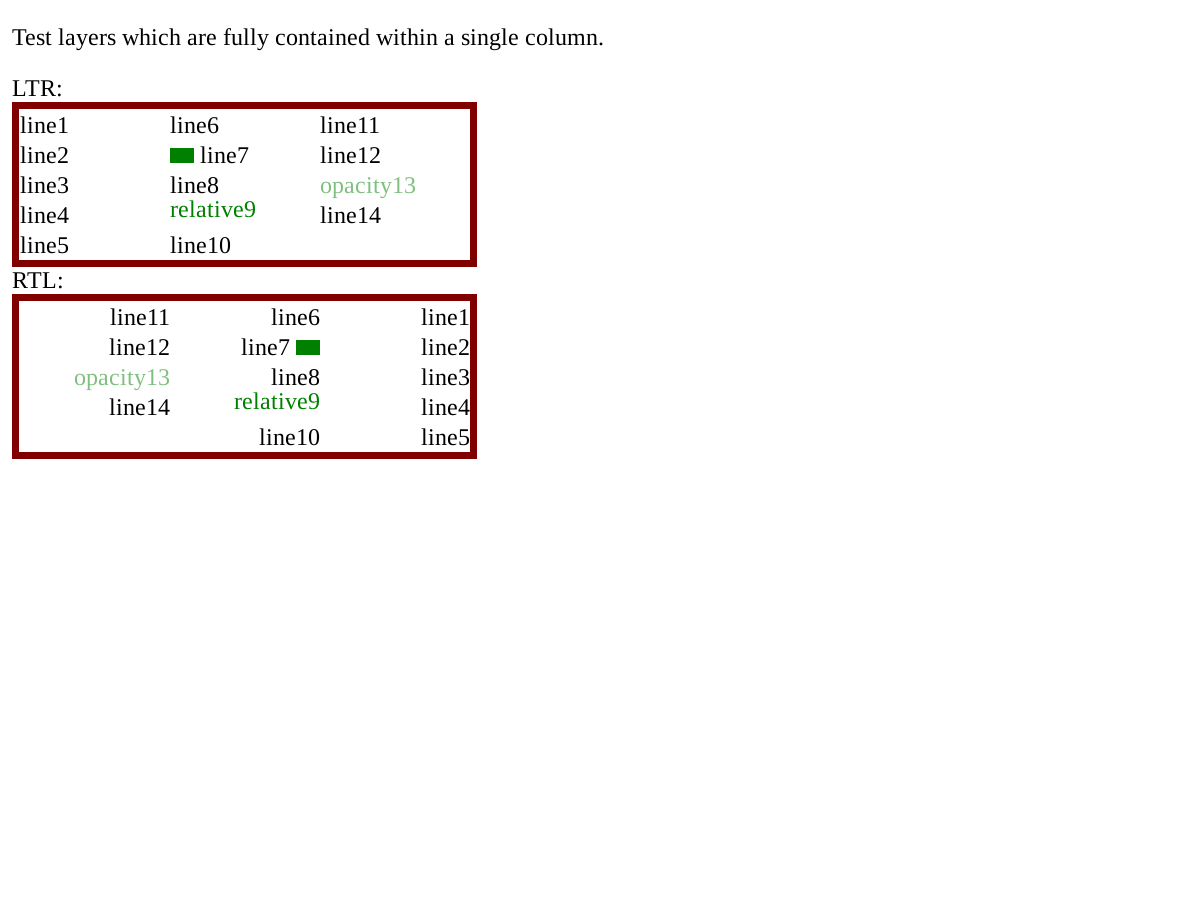 Test layers which are fully contained within a single column.
LTR:
line1
line2
line3
line4
line5
line6
line7
line8
relative9
line10
line11
line12
opacity13
line14
RTL:
line1
line2
line3
line4
line5
line6
line7
line8
relative9
line10
line11
line12
opacity13
line14